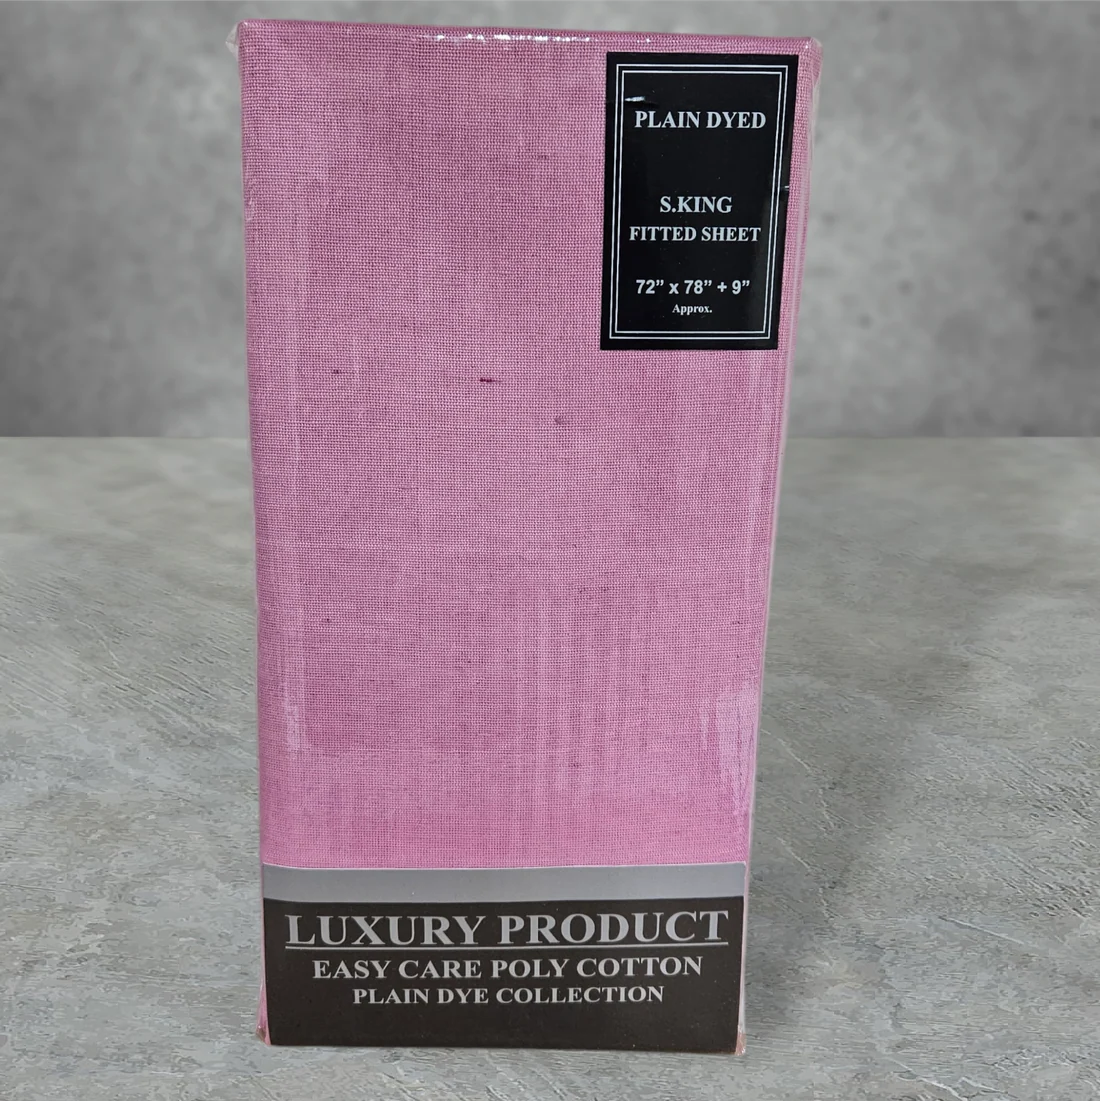 PLAIN DYED
S.KING
FITTED SHEET
72” x 78” + 9”
Approx.
LUXURY PRODUCT
EASY CARE POLY COTTON
PLAIN DYE COLLECTION